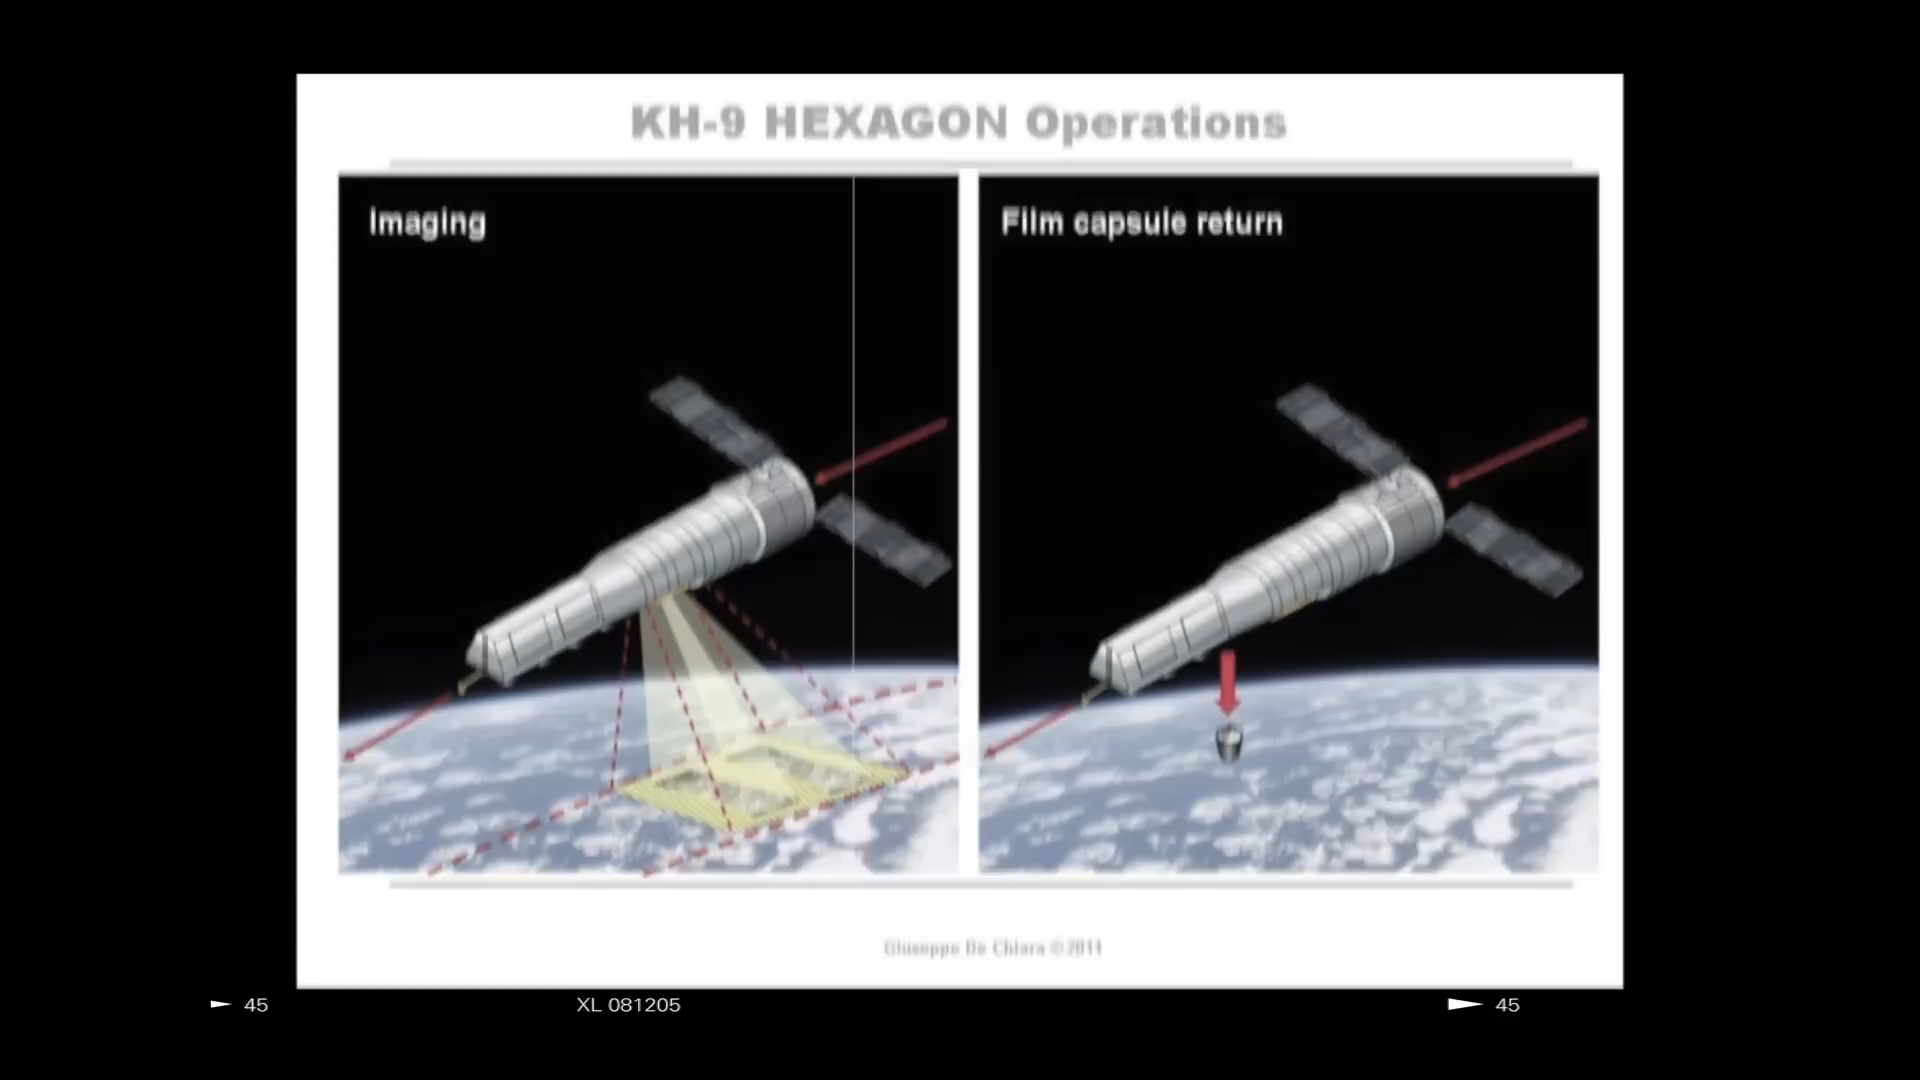 KH-9 HEXAGON Operations
Imaging
Film capsule return
Giuseppe De Chiara ©2011
45
XL 081205
45